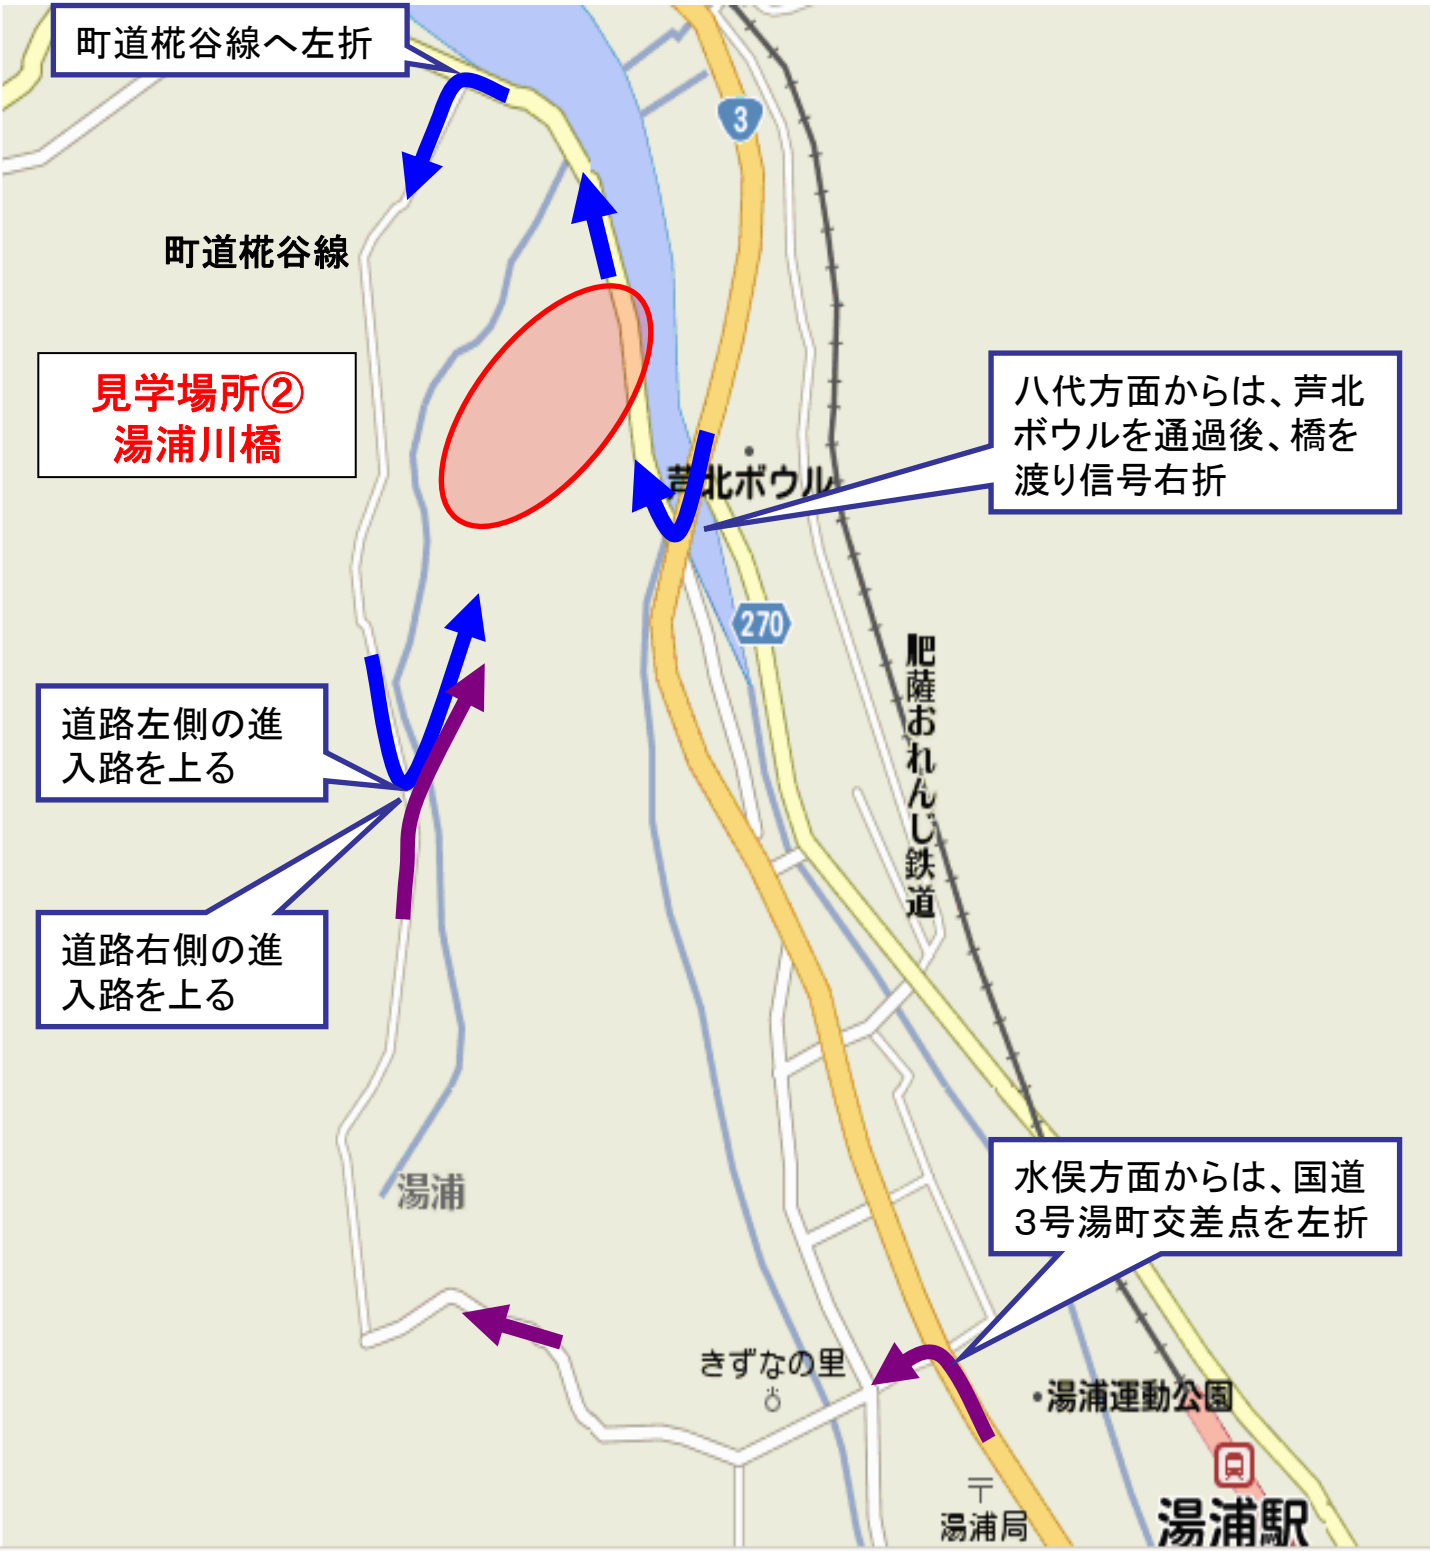 町道椛谷線へ左折
3
町道椛谷線
見学場所②
湯浦川橋
八代方面からは、芦北
ボウルを通過後、橋を
渡り信号右折
芦北ボウル
270
肥薩おれんじ鉄道
道路左側の進
入路を上る
道路右側の進
入路を上る
湯浦
水俣方面からは、国道
3号湯町交差点を左折
きずなの里
湯浦運動公園
湯浦局
湯浦駅